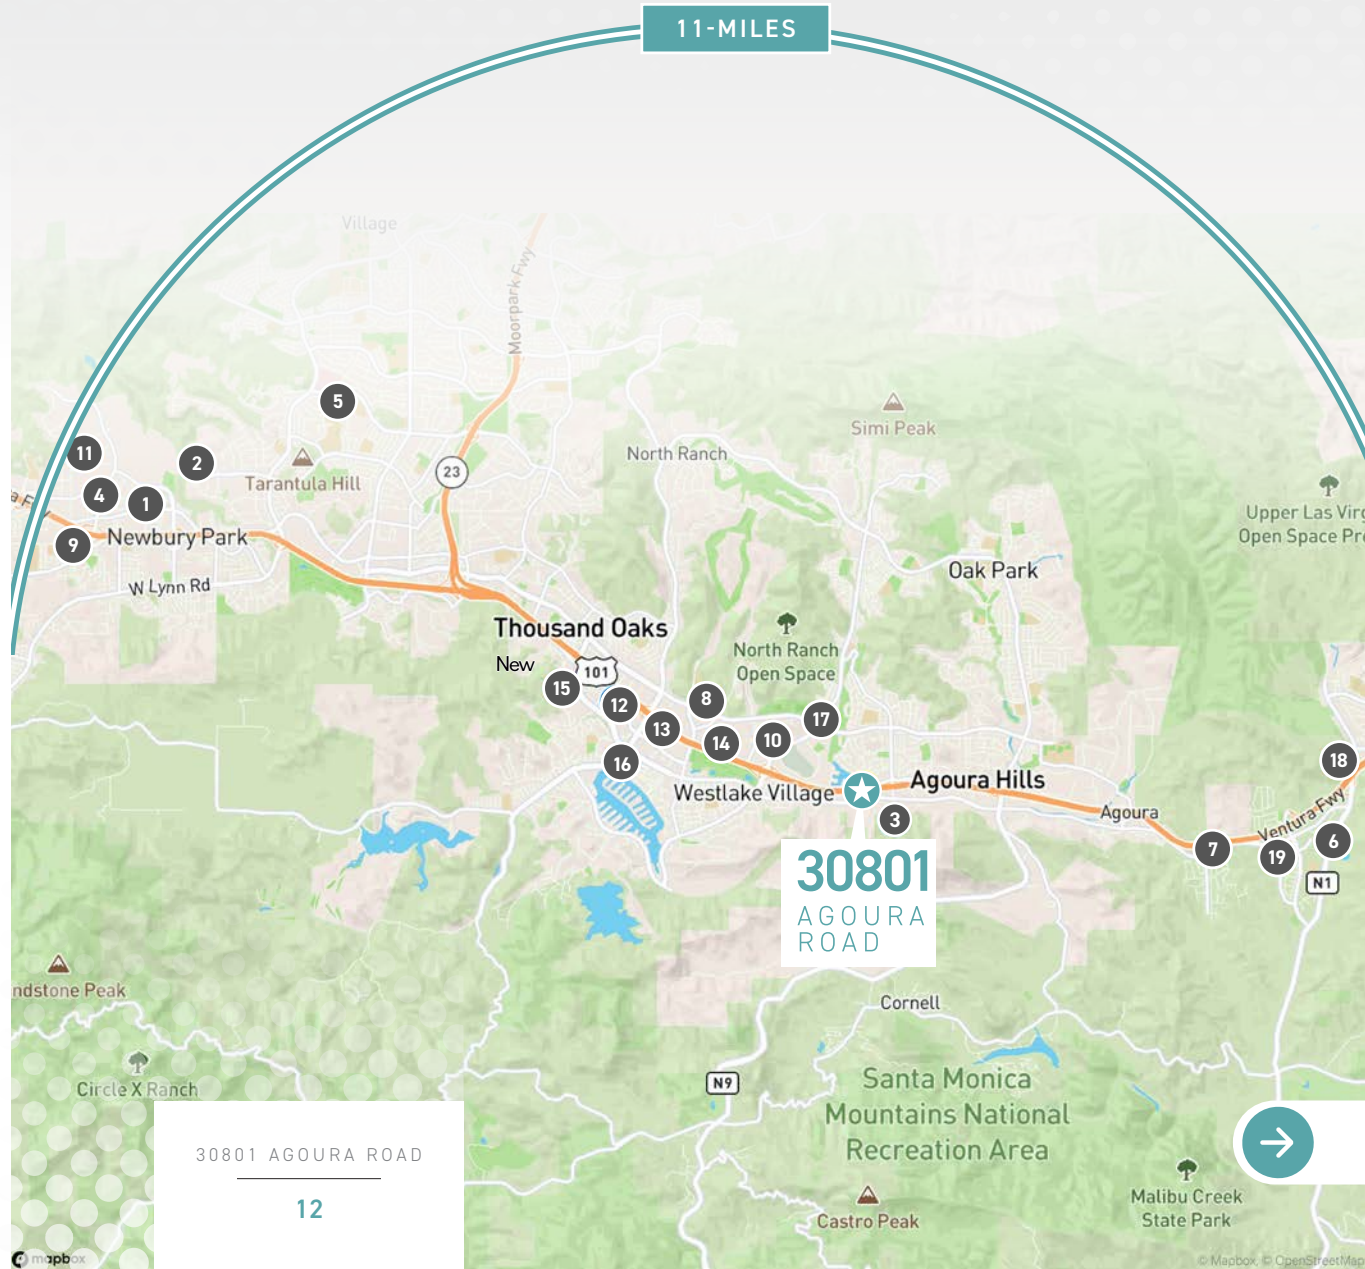 11-MILES
Village
Moorpark Fwy
5
Simi Peak
11
2
North Ranch
23
Tarantula Hill
4
1
a F
y
Upper Las Vir
Open Space Pr
9
Newbury Park
W Lynn Rd
Oak Park
Thousand Oaks
North Ranch
Open Space
New
101
15
12
8
17
13
14
10
16
18
Westlake Village
Agoura Hills
Agoura
3
Ventura Fwy
7
19
6
30801
AGOURA
ROAD
N1
ndstone Peak
Cornell
Circle X Ranch
N9
Santa Monica
Mountains National
Recreation Area
30801 AGOURA ROAD
12
Malibu Creek
State Park
Castro Peak
mapbox
© Mapbox, © OpenStreetMap